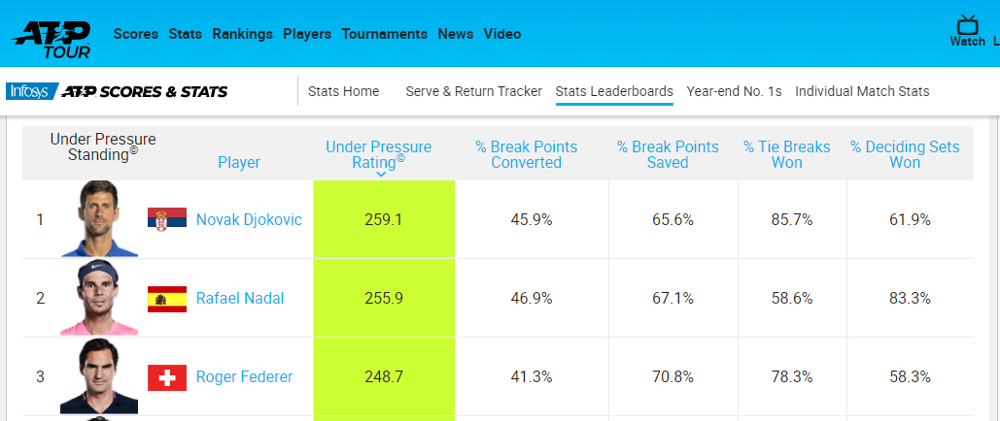 ATP TOUR
Scores Stats Rankings Players Tournaments News Video
Watch L
Infosys ATP SCORES & STATS
Stats Home Serve & Return Tracker Stats Leaderboards Year-end No. 1s Individual Match Stats
Under Pressure Standing© Player Under Pressure Rating© % Break Points Converted % Break Points Saved % Tie Breaks Won % Deciding Sets Won
1 Novak Djokovic 259.1 45.9% 65.6% 85.7% 61.9%
2 Rafael Nadal 255.9 46.9% 67.1% 58.6% 83.3%
3 Roger Federer 248.7 41.3% 70.8% 78.3% 58.3%